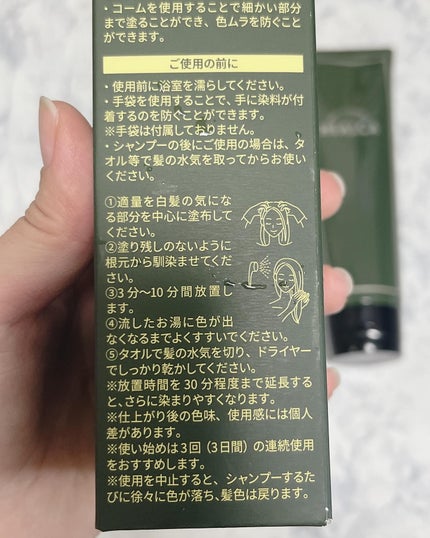 ・コームを使用することで細かい部分
まで塗ることができ、色ムラを防ぐこと
ができます。
ご使用の前に
・使用前に浴室を濡らしてください。
・手袋を使用することで、手に染料が付
着するのを防ぐことができます。
※手袋は付属しておりません。
・シャンプーの後にご使用の場合は、タ
オル等で髪の水気を取ってからお使い
ください。
①適量を白髪の気にな
る部分を中心に塗布して
ください。
②塗り残しのないように
根元から馴染ませてくだ
さい。
③3分〜10分間放置し
ます。
④流したお湯に色が出
なくなるまでよくすすいでください。
⑤タオルで髪の水気を切り、ドライヤー
でしっかり乾かしてください。
※放置時間を30分程度まで延長する
と、さらに染まりやすくなります。
※仕上がり後の色味、使用感には個人
差があります。
※使い始めは3回（3日間）の連続使用
をおすすめします。
※使用を中止すると、シャンプーするた
びに徐々に色が落ち、髪色は戻ります。